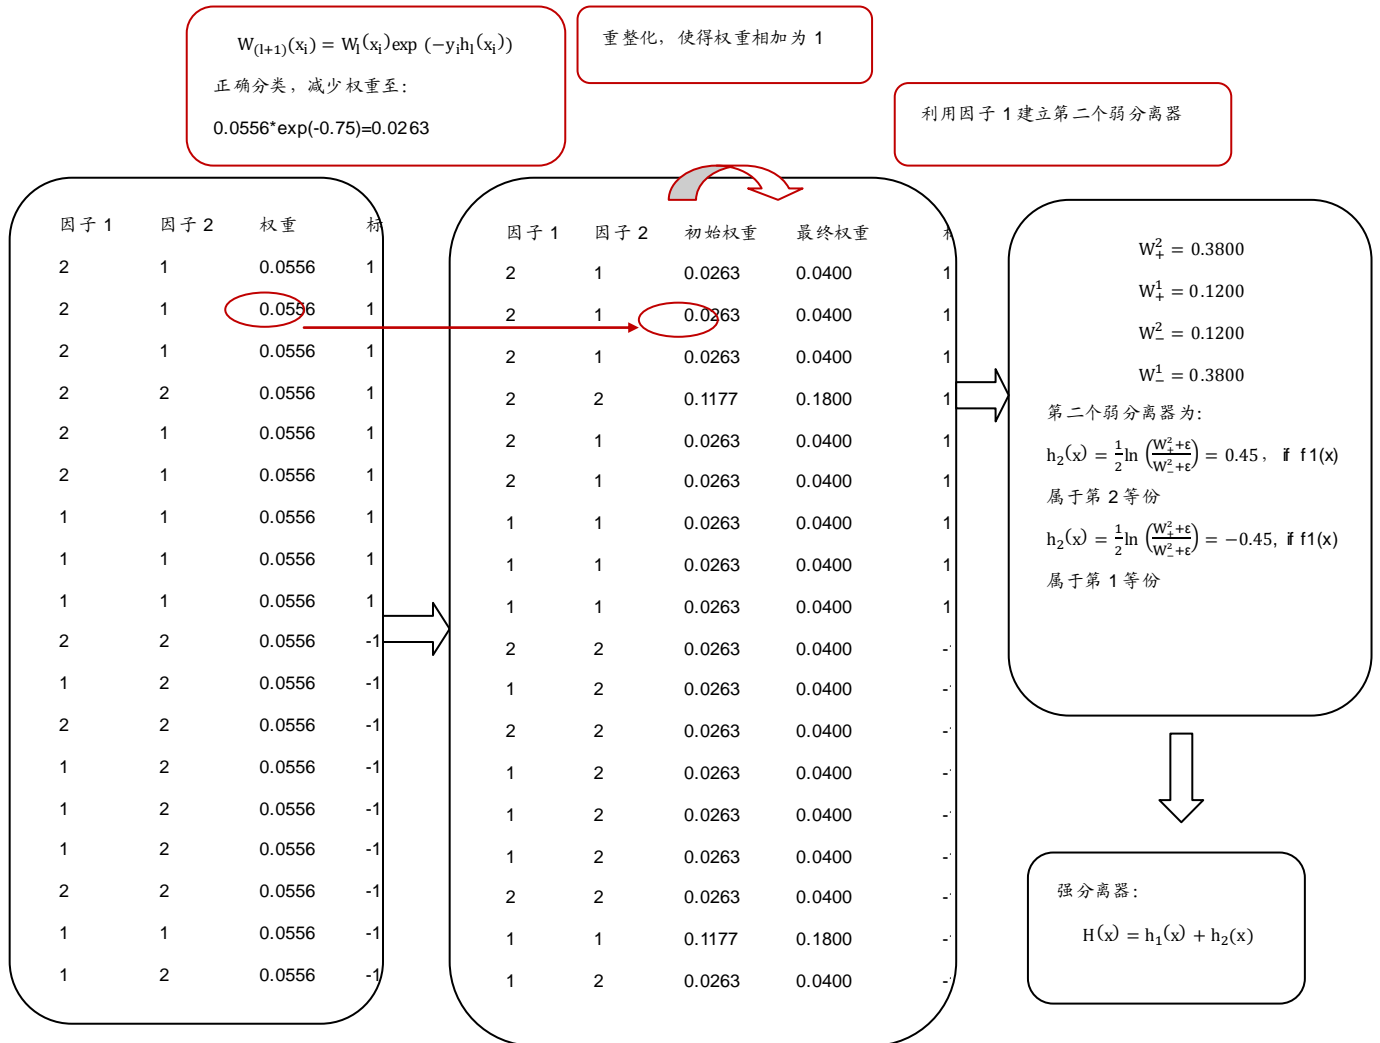 W(l+1)(xi) = Wl(xi)exp (−yihl(xi))
正确分类，减少权重至：
0.0556*exp(-0.75)=0.0263
重整化，使得权重相加为 1
利用因子 1 建立第二个弱分离器
因子 1 因子 2 权重 标
2 1 0.0556 1
2 1 0.0556 1
2 1 0.0556 1
2 2 0.0556 1
2 1 0.0556 1
2 1 0.0556 1
1 1 0.0556 1
1 1 0.0556 1
1 1 0.0556 1
2 2 0.0556 -1
1 2 0.0556 -1
2 2 0.0556 -1
1 2 0.0556 -1
1 2 0.0556 -1
1 2 0.0556 -1
2 2 0.0556 -1
1 1 0.0556 -1
1 2 0.0556 -1
因子 1 因子 2 初始权重 最终权重
2 1 0.0263 0.0400 1
2 1 0.0263 0.0400 1
2 1 0.0263 0.0400 1
2 2 0.1177 0.1800 1
2 1 0.0263 0.0400 1
2 1 0.0263 0.0400 1
1 1 0.0263 0.0400 1
1 1 0.0263 0.0400 1
1 1 0.0263 0.0400 1
2 2 0.0263 0.0400 -
1 2 0.0263 0.0400 -
2 2 0.0263 0.0400 -
1 2 0.0263 0.0400 -
1 2 0.0263 0.0400 -
1 2 0.0263 0.0400 -
2 2 0.0263 0.0400 -
1 1 0.1177 0.1800 -
1 2 0.0263 0.0400 -
W₊² = 0.3800
W₊¹ = 0.1200
W₋² = 0.1200
W₋¹ = 0.3800
第二个弱分离器为：
h₂(x) = ½ln (W₊²+ε / W₋²+ε) = 0.45，if f1(x)
属于第 2 等份
h₂(x) = ½ln (W₊²+ε / W₋²+ε) = −0.45, if f1(x)
属于第 1 等份
强分离器：
H(x) = h₁(x) + h₂(x)